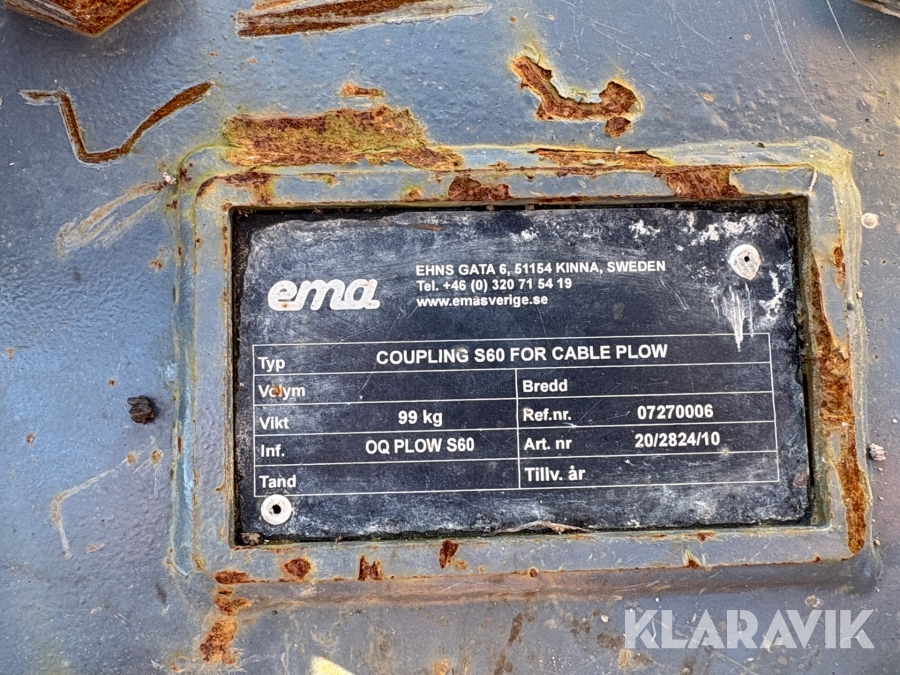 ema
EHNS GATA 6, 51154 KINNA, SWEDEN
Tel. +46 (0) 320 71 54 19
www.emasverige.se
Typ COUPLING S60 FOR CABLE PLOW
Volym Bredd
Vikt 99 kg Ref.nr. 07270006
Inf. OQ PLOW S60 Art. nr 20/2824/10
Tand Tillv. år
KLARAVIK